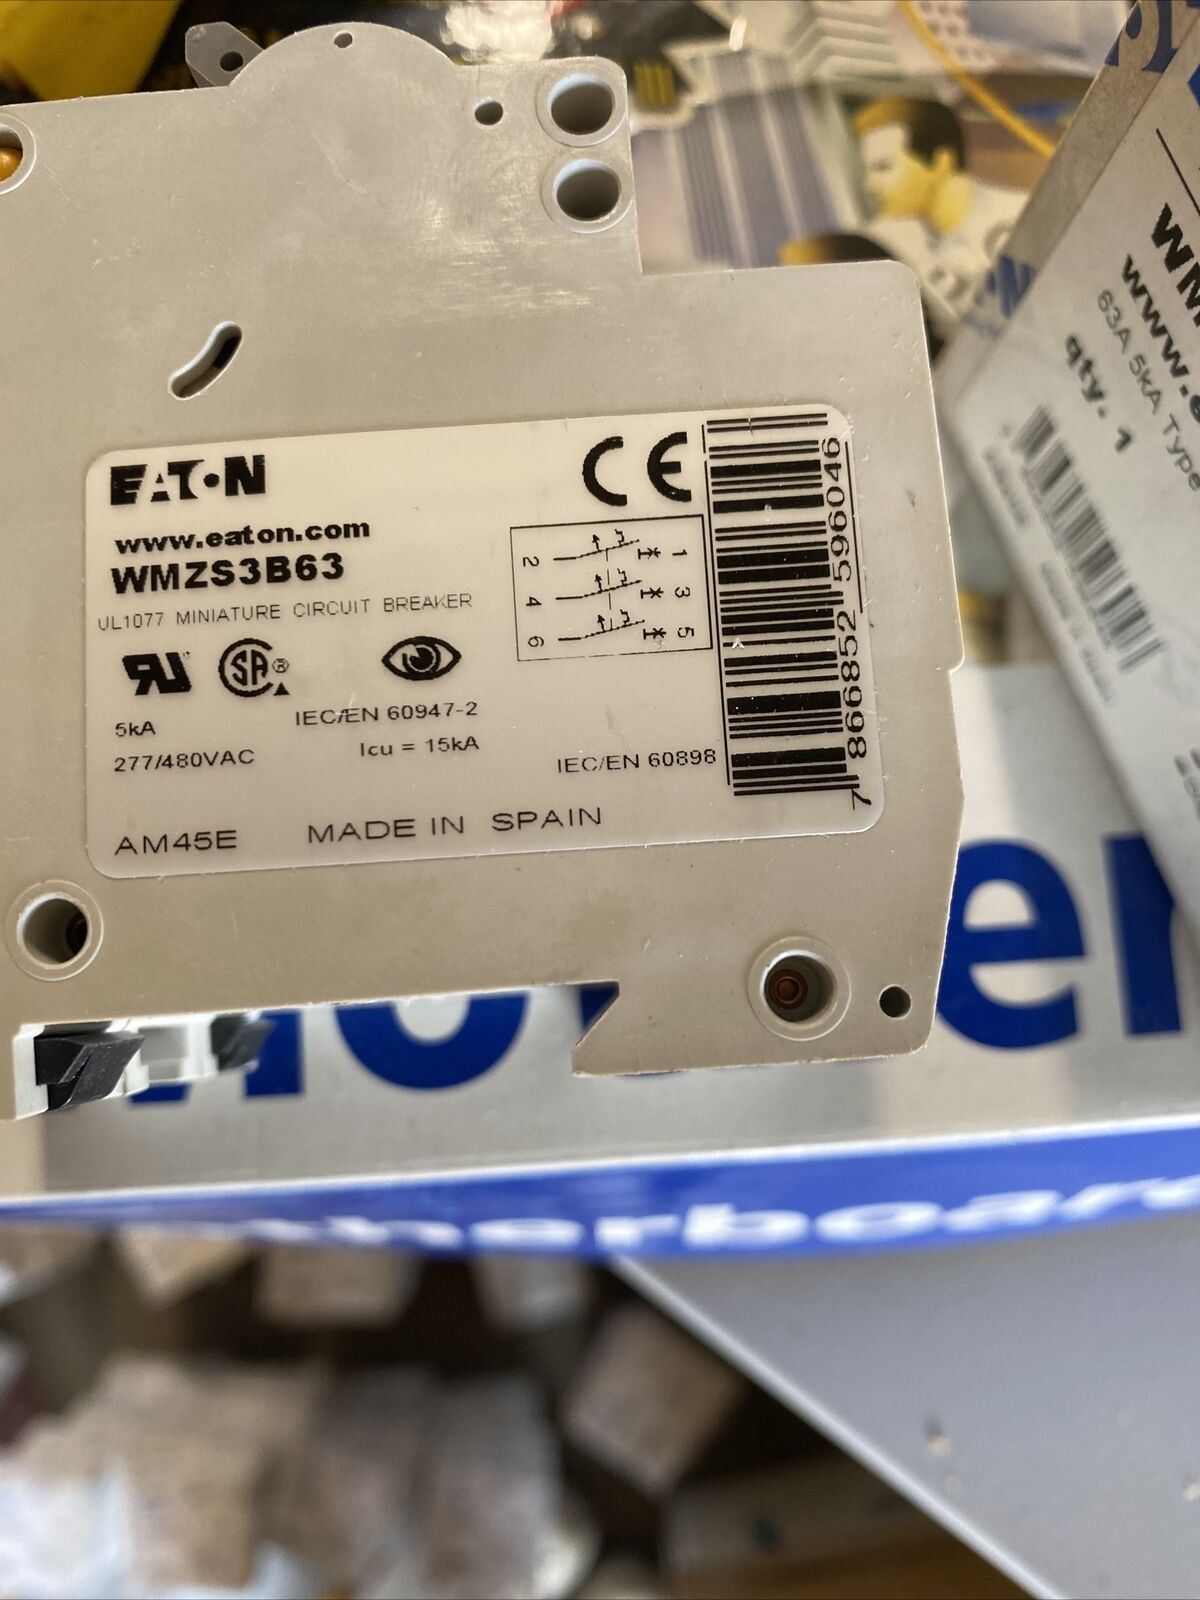 EATON
www.eaton.com
WMZS3B63
UL1077 MINIATURE CIRCUIT BREAKER
5kA
277/480VAC
IEC/EN 60947-2
Icu = 15kA
IEC/EN 60898
AM45E
MADE IN SPAIN
CE
2 1
4 3
6 5
7 866852 596046
63A 5kA Type
qty. 1